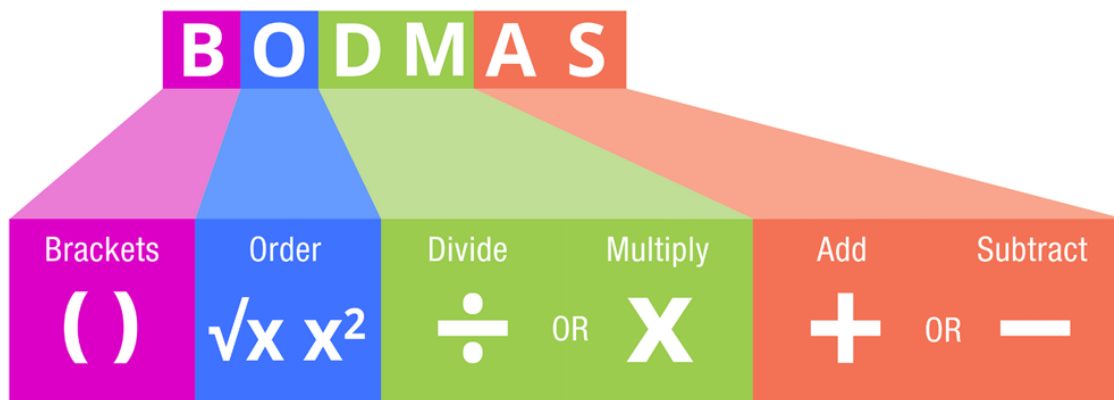 BODMAS
Brackets Order Divide Multiply Add Subtract
( ) √x x² ÷ OR x + OR −